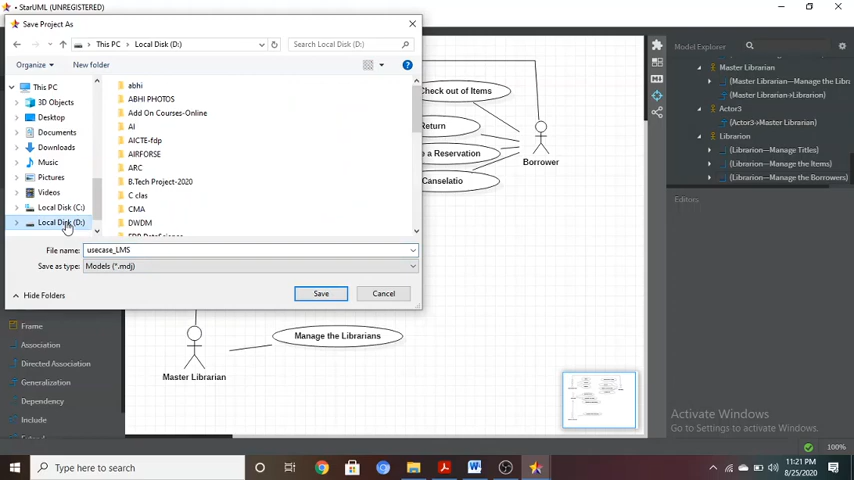 StarUML (UNREGISTERED)
Save Project As
This PC
Local Disk (D:)
Search Local Disk (D:)
Organize
New folder
This PC
3D Objects
Desktop
Documents
Downloads
Music
Pictures
Videos
Local Disk (C:)
Local Disk (D:)
abhi
ABHI PHOTOS
Add On Courses-Online
AI
AICTE-fdp
AIRFORSE
ARC
B.Tech Project-2020
C clas
CMA
DWDM
File name:
usecase_LMS
Save as type:
Models (*.mdj)
Hide Folders
Save
Cancel
Check out of Items
Return
e a Reservation
Canselatio
Borrower
Manage the Librarians
Master Librarian
Frame
Association
Directed Association
Generalization
Dependency
Include
Model Explorer
Master Librarian
(Master Librarian—Manage the Libra
(Master Librarian→Librarion)
Actor3
(Actor3→Master Librarian)
Librarion
(Librarion—Manage Titles)
(Librarion—Manage the Items)
(Librarion—Manage the Borrowers)
Editors
Activate Windows
Go to Settings to activate Windows.
100%
Type here to search
11:21 PM
8/25/2020